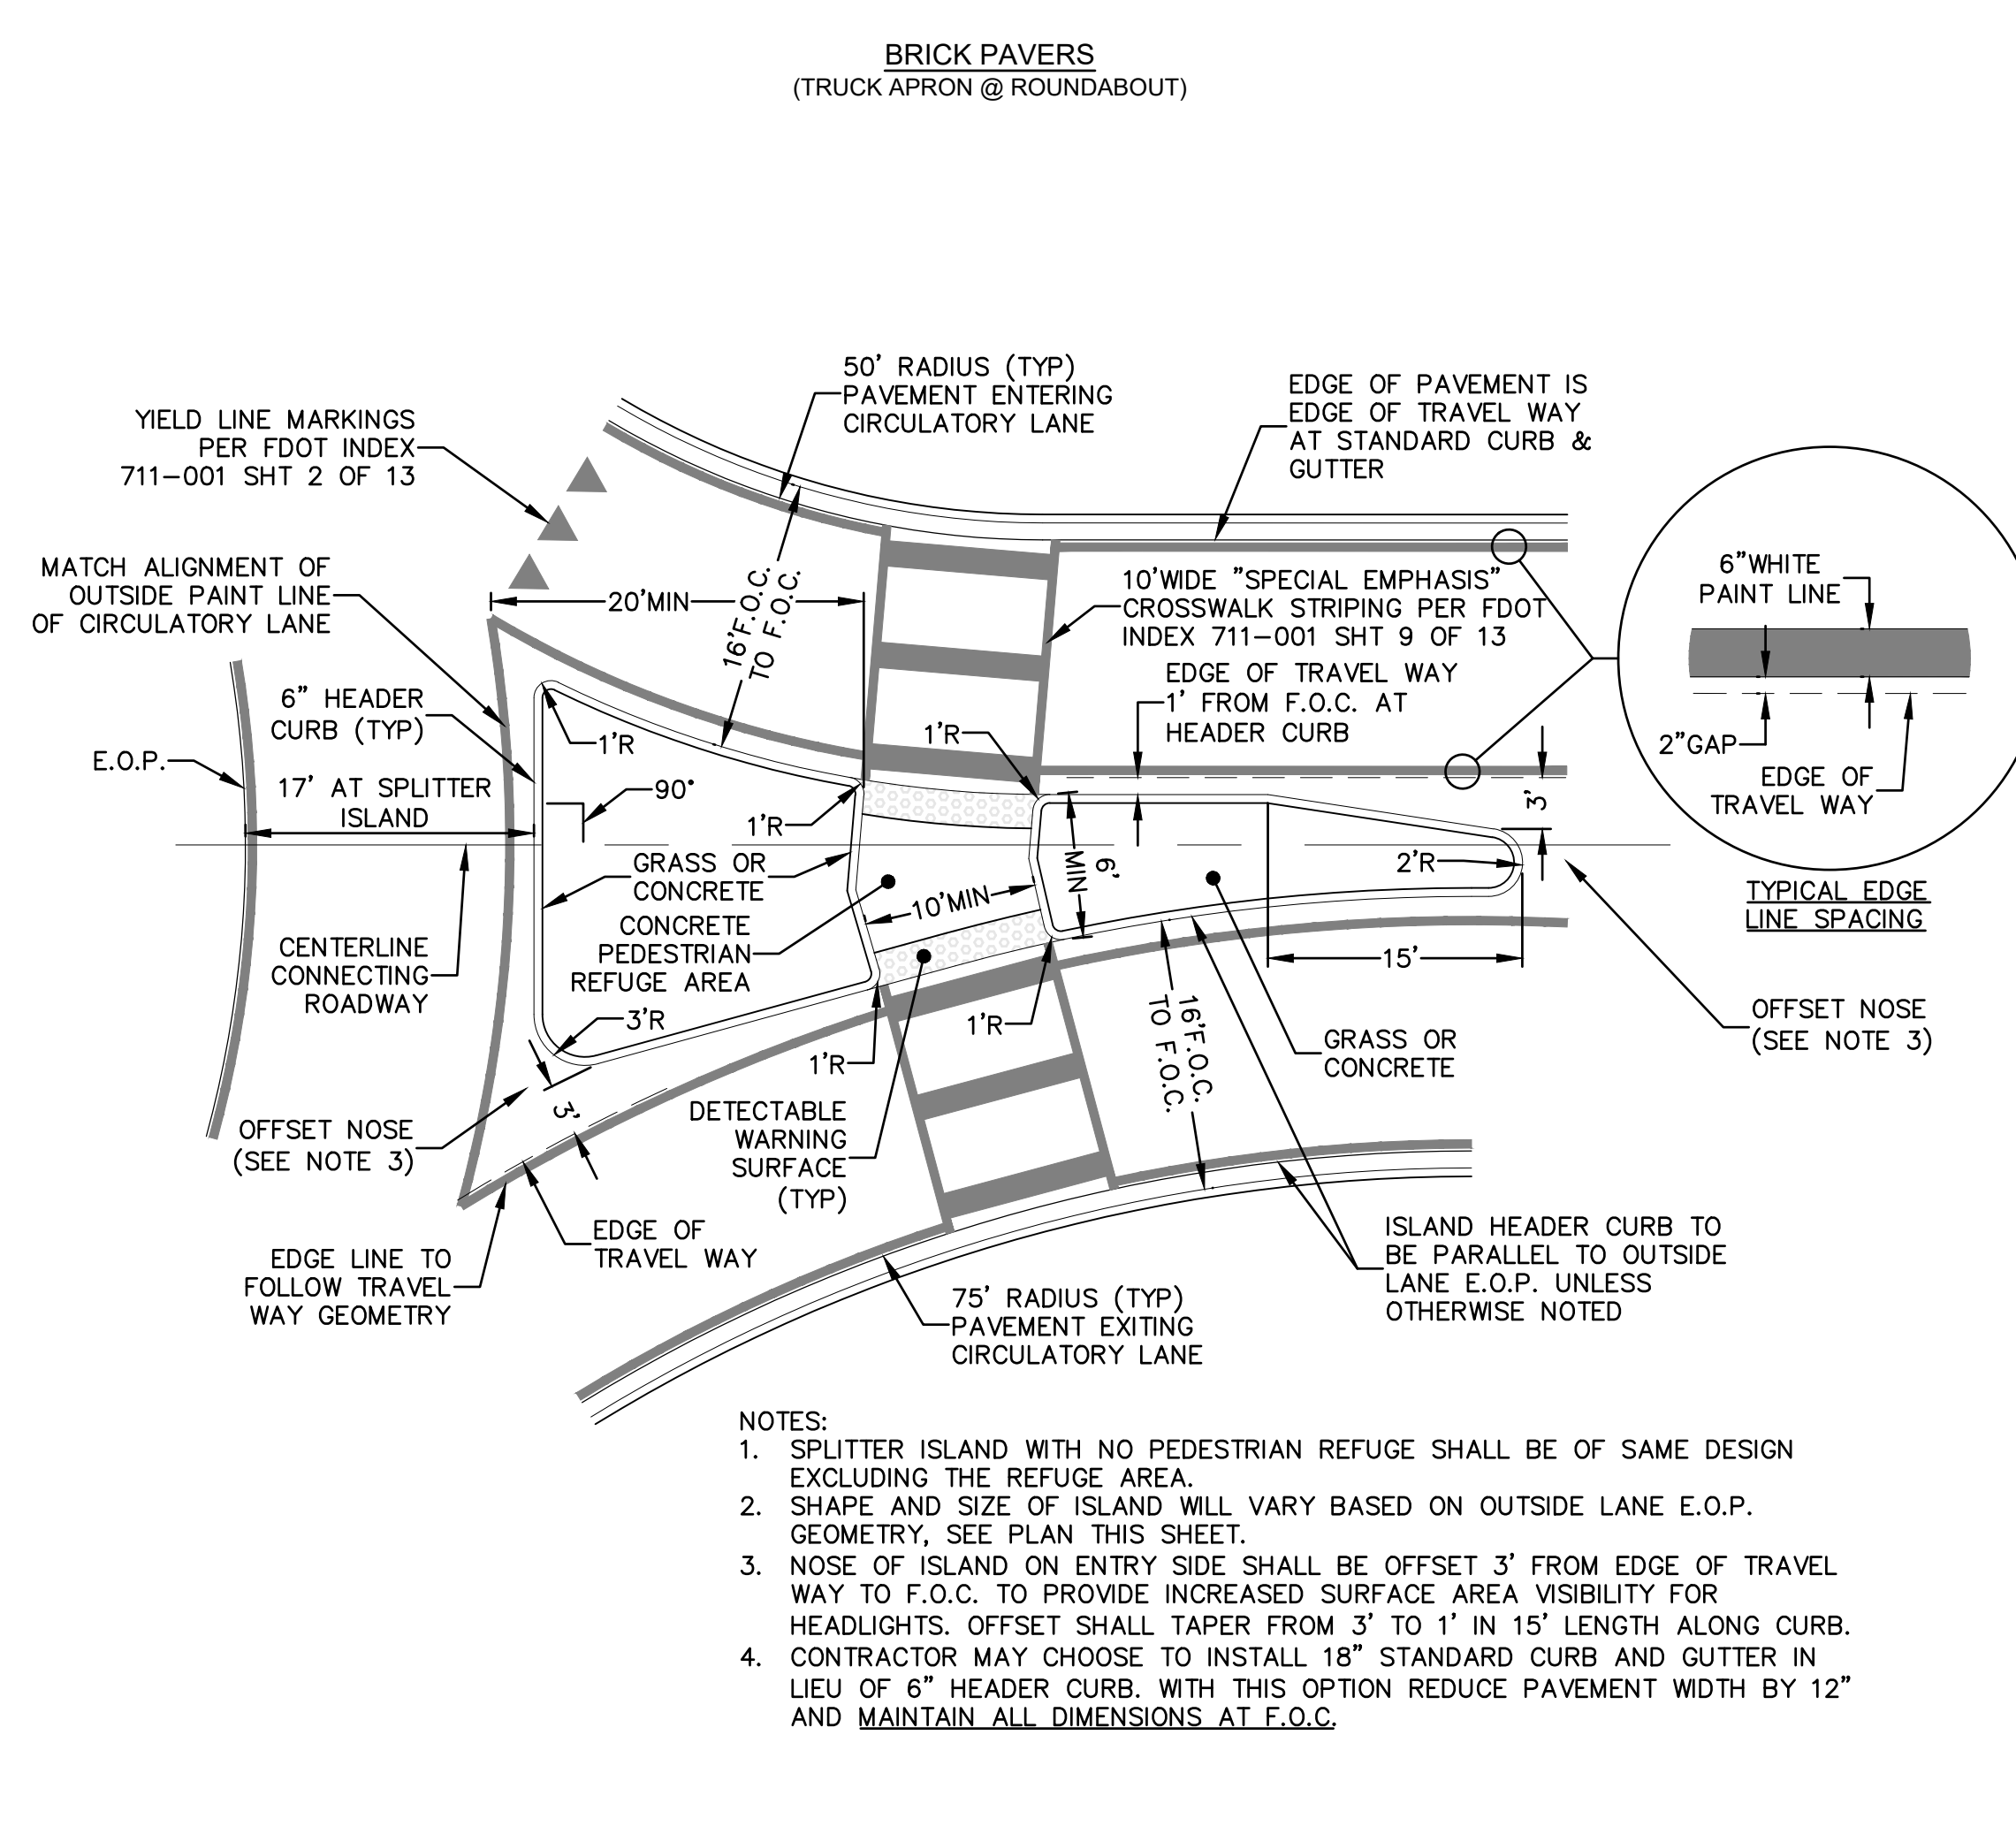 BRICK PAVERS
(TRUCK APRON @ ROUNDABOUT)
50' RADIUS (TYP)
PAVEMENT ENTERING
CIRCULATORY LANE
EDGE OF PAVEMENT IS
EDGE OF TRAVEL WAY
AT STANDARD CURB &
GUTTER
YIELD LINE MARKINGS
PER FDOT INDEX
711-001 SHT 2 OF 13
MATCH ALIGNMENT OF
OUTSIDE PAINT LINE
OF CIRCULATORY LANE
20'MIN
16'F.O.C.
TO F.O.C.
10'WIDE "SPECIAL EMPHASIS"
CROSSWALK STRIPING PER FDOT
INDEX 711-001 SHT 9 OF 13
6"WHITE
PAINT LINE
2"GAP
EDGE OF
TRAVEL WAY
TYPICAL EDGE
LINE SPACING
EDGE OF TRAVEL WAY
1' FROM F.O.C. AT
HEADER CURB
6" HEADER
CURB (TYP)
1'R
1'R
E.O.P.
17' AT SPLITTER
ISLAND
90°
1'R
3'
GRASS OR
CONCRETE
6'
MIN
2'R
10'MIN
CONCRETE
PEDESTRIAN
REFUGE AREA
CENTERLINE
CONNECTING
ROADWAY
15'
3'R
1'R
1'R
16'F.O.C.
TO F.O.C.
GRASS OR
CONCRETE
OFFSET NOSE
(SEE NOTE 3)
3'
OFFSET NOSE
(SEE NOTE 3)
DETECTABLE
WARNING
SURFACE
(TYP)
EDGE OF
TRAVEL WAY
EDGE LINE TO
FOLLOW TRAVEL
WAY GEOMETRY
ISLAND HEADER CURB TO
BE PARALLEL TO OUTSIDE
LANE E.O.P. UNLESS
OTHERWISE NOTED
75' RADIUS (TYP)
PAVEMENT EXITING
CIRCULATORY LANE
NOTES:
1. SPLITTER ISLAND WITH NO PEDESTRIAN REFUGE SHALL BE OF SAME DESIGN
EXCLUDING THE REFUGE AREA.
2. SHAPE AND SIZE OF ISLAND WILL VARY BASED ON OUTSIDE LANE E.O.P.
GEOMETRY, SEE PLAN THIS SHEET.
3. NOSE OF ISLAND ON ENTRY SIDE SHALL BE OFFSET 3' FROM EDGE OF TRAVEL
WAY TO F.O.C. TO PROVIDE INCREASED SURFACE AREA VISIBILITY FOR
HEADLIGHTS. OFFSET SHALL TAPER FROM 3' TO 1' IN 15' LENGTH ALONG CURB.
4. CONTRACTOR MAY CHOOSE TO INSTALL 18" STANDARD CURB AND GUTTER IN
LIEU OF 6" HEADER CURB. WITH THIS OPTION REDUCE PAVEMENT WIDTH BY 12"
AND MAINTAIN ALL DIMENSIONS AT F.O.C.